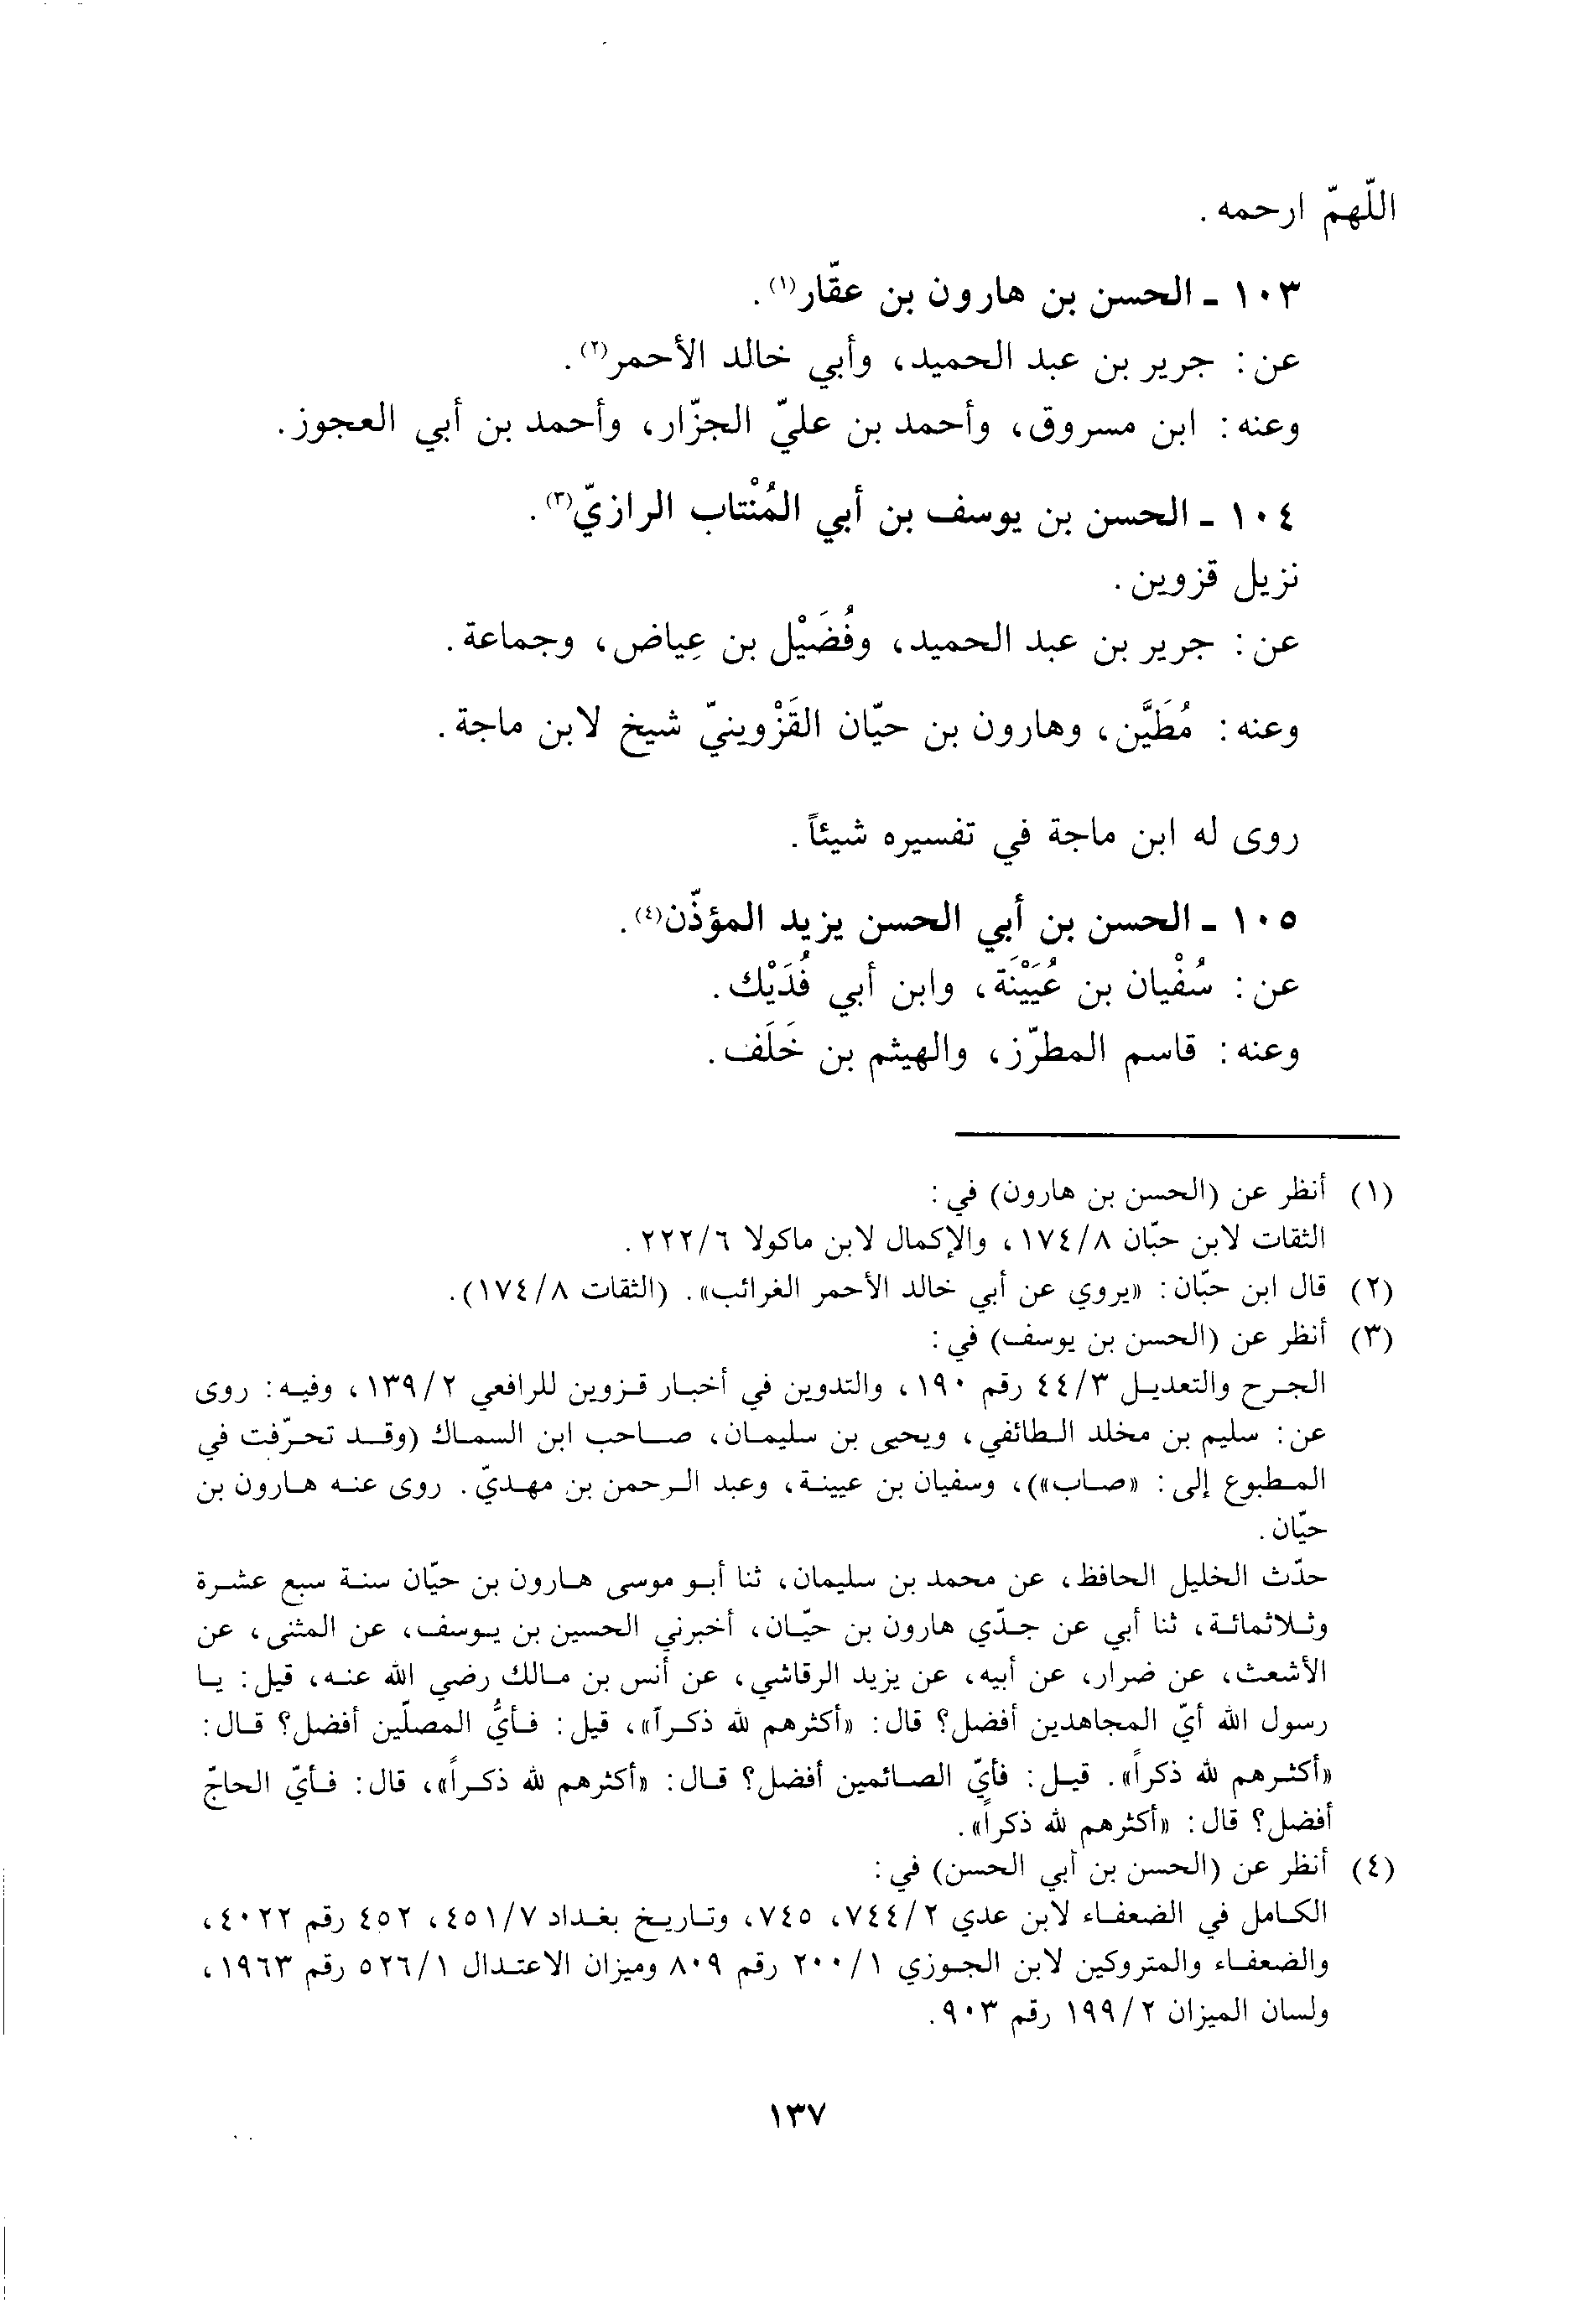 اللّهمّ ارحمه .
١٠٣ ـ الحسن بن هارون بن عقّار(١) .
عن : جرير بن عبد الحميد، وأبي خالد الأحمر(٢).
وعنه : ابن مسروق، وأحمد بن عليّ الجزّار، وأحمد بن أبي العجوز.
١٠٤ ـ الحسن بن يوسف بن أبي المُنْتاب الرازيّ(٣) .
نزيل قزوين .
عن : جرير بن عبد الحميد، وفُضَيْل بن عِياض، وجماعة.
وعنه : مُطَيَّن، وهارون بن حيّان القَزْوينيّ شيخ لابن ماجة.
روى له ابن ماجة في تفسيره شيئاً.
١٠٥ ـ الحسن بن أبي الحسن يزيد المؤذّن(٤).
عن : سُفْيان بن عُيَيْنَة، وابن أبي فُدَيْك.
وعنه : قاسم المطرّز، والهيثم بن خَلَف.
(١) أنظر عن (الحسن بن هارون) في :
الثقات لابن حبّان ١٧٤/٨، والإكمال لابن ماكولا ٢٢٢/٦ .
(٢) قال ابن حبّان : «يروي عن أبي خالد الأحمر الغرائب» . (الثقات ١٧٤/٨).
(٣) أنظر عن (الحسن بن يوسف) في :
الجرح والتعديل ٤٤/٣ رقم ١٩٠، والتدوين في أخبار قزوين للرافعي ١٣٩/٢، وفيه : روى
عن : سليم بن مخلد الطائفي، ويحيى بن سليمان، صاحب ابن السماك (وقد تحرّفت في
المطبوع إلى : «صاب»)، وسفيان بن عيينة، وعبد الرحمن بن مهديّ . روى عنه هارون بن
حيّان .
حدّث الخليل الحافظ، عن محمد بن سليمان، ثنا أبو موسى هارون بن حيّان سنة سبع عشرة
وثلاثمائة، ثنا أبي عن جدّي هارون بن حيّان، أخبرني الحسين بن يوسف، عن المثنى، عن
الأشعث، عن ضرار، عن أبيه، عن يزيد الرقاشي، عن أنس بن مالك رضي الله عنه، قيل : يا
رسول الله أيّ المجاهدين أفضل؟ قال : «أكثرهم لله ذكراً»، قيل : فأيُّ المصلّين أفضل؟ قال :
«أكثرهم لله ذكراً» . قيل : فأيّ الصائمين أفضل؟ قال : «أكثرهم لله ذكراً»، قال : فأيّ الحاجّ
أفضل؟ قال : «أكثرهم لله ذكراً» .
(٤) أنظر عن (الحسن بن أبي الحسن) في :
الكامل في الضعفاء لابن عدي ٧٤٤/٢، ٧٤٥، وتاريخ بغداد ٤٥١/٧، ٤٥٢ رقم ٤٠٢٢،
والضعفاء والمتروكين لابن الجوزي ٢٠٠/١ رقم ٨٠٩ وميزان الاعتدال ٥٢٦/١ رقم ١٩٦٣،
ولسان الميزان ١٩٩/٢ رقم ٩٠٣.
١٣٧